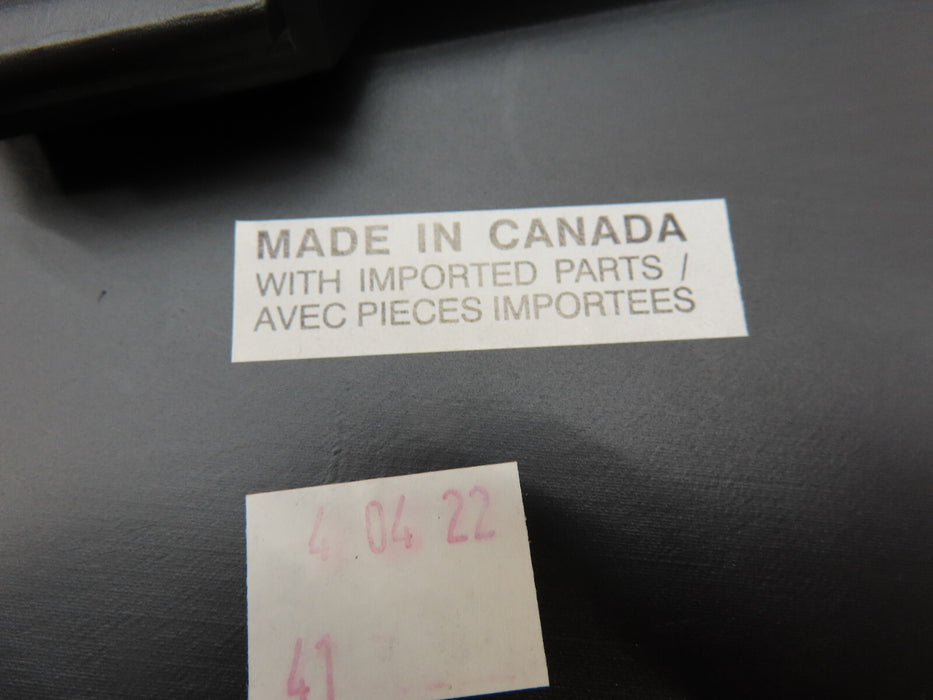 MADE IN CANADA
WITH IMPORTED PARTS /
AVEC PIECES IMPORTEES
4 04 22
41